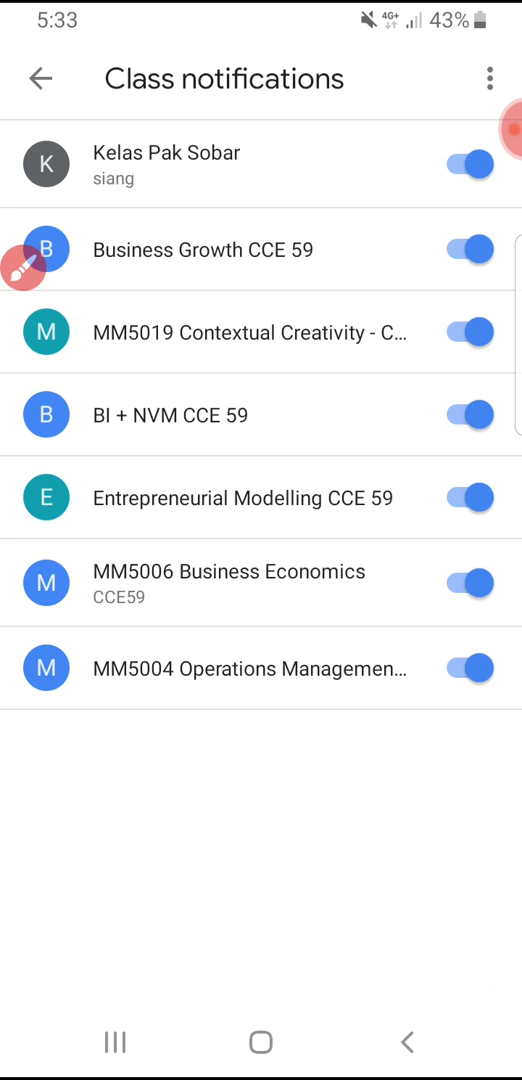 5:33 4G+ 43%
Class notifications
K
Kelas Pak Sobar
siang
B
Business Growth CCE 59
M
MM5019 Contextual Creativity - C...
B
BI + NVM CCE 59
E
Entrepreneurial Modelling CCE 59
M
MM5006 Business Economics
CCE59
M
MM5004 Operations Managemen...